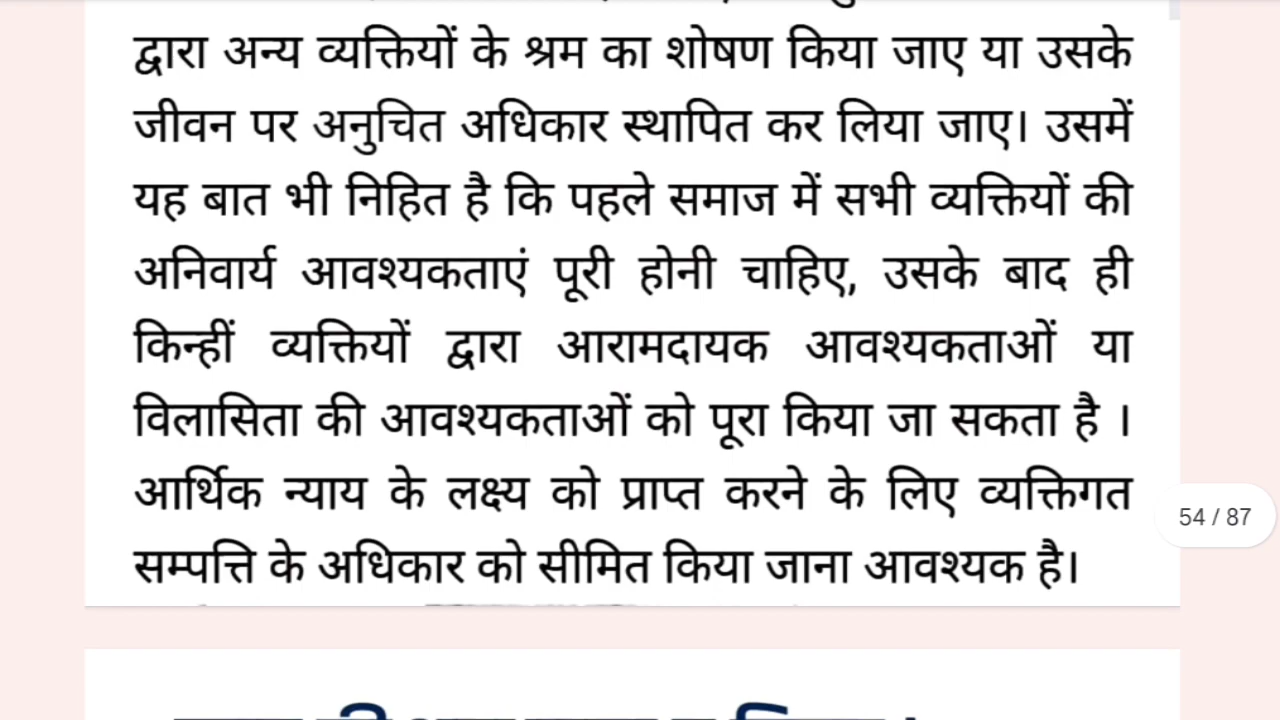 द्वारा अन्य व्यक्तियों के श्रम का शोषण किया जाए या उसके
जीवन पर अनुचित अधिकार स्थापित कर लिया जाए। उसमें
यह बात भी निहित है कि पहले समाज में सभी व्यक्तियों की
अनिवार्य आवश्यकताएं पूरी होनी चाहिए, उसके बाद ही
किन्हीं व्यक्तियों द्वारा आरामदायक आवश्यकताओं या
विलासिता की आवश्यकताओं को पूरा किया जा सकता है ।
आर्थिक न्याय के लक्ष्य को प्राप्त करने के लिए व्यक्तिगत
सम्पत्ति के अधिकार को सीमित किया जाना आवश्यक है।
54 / 87